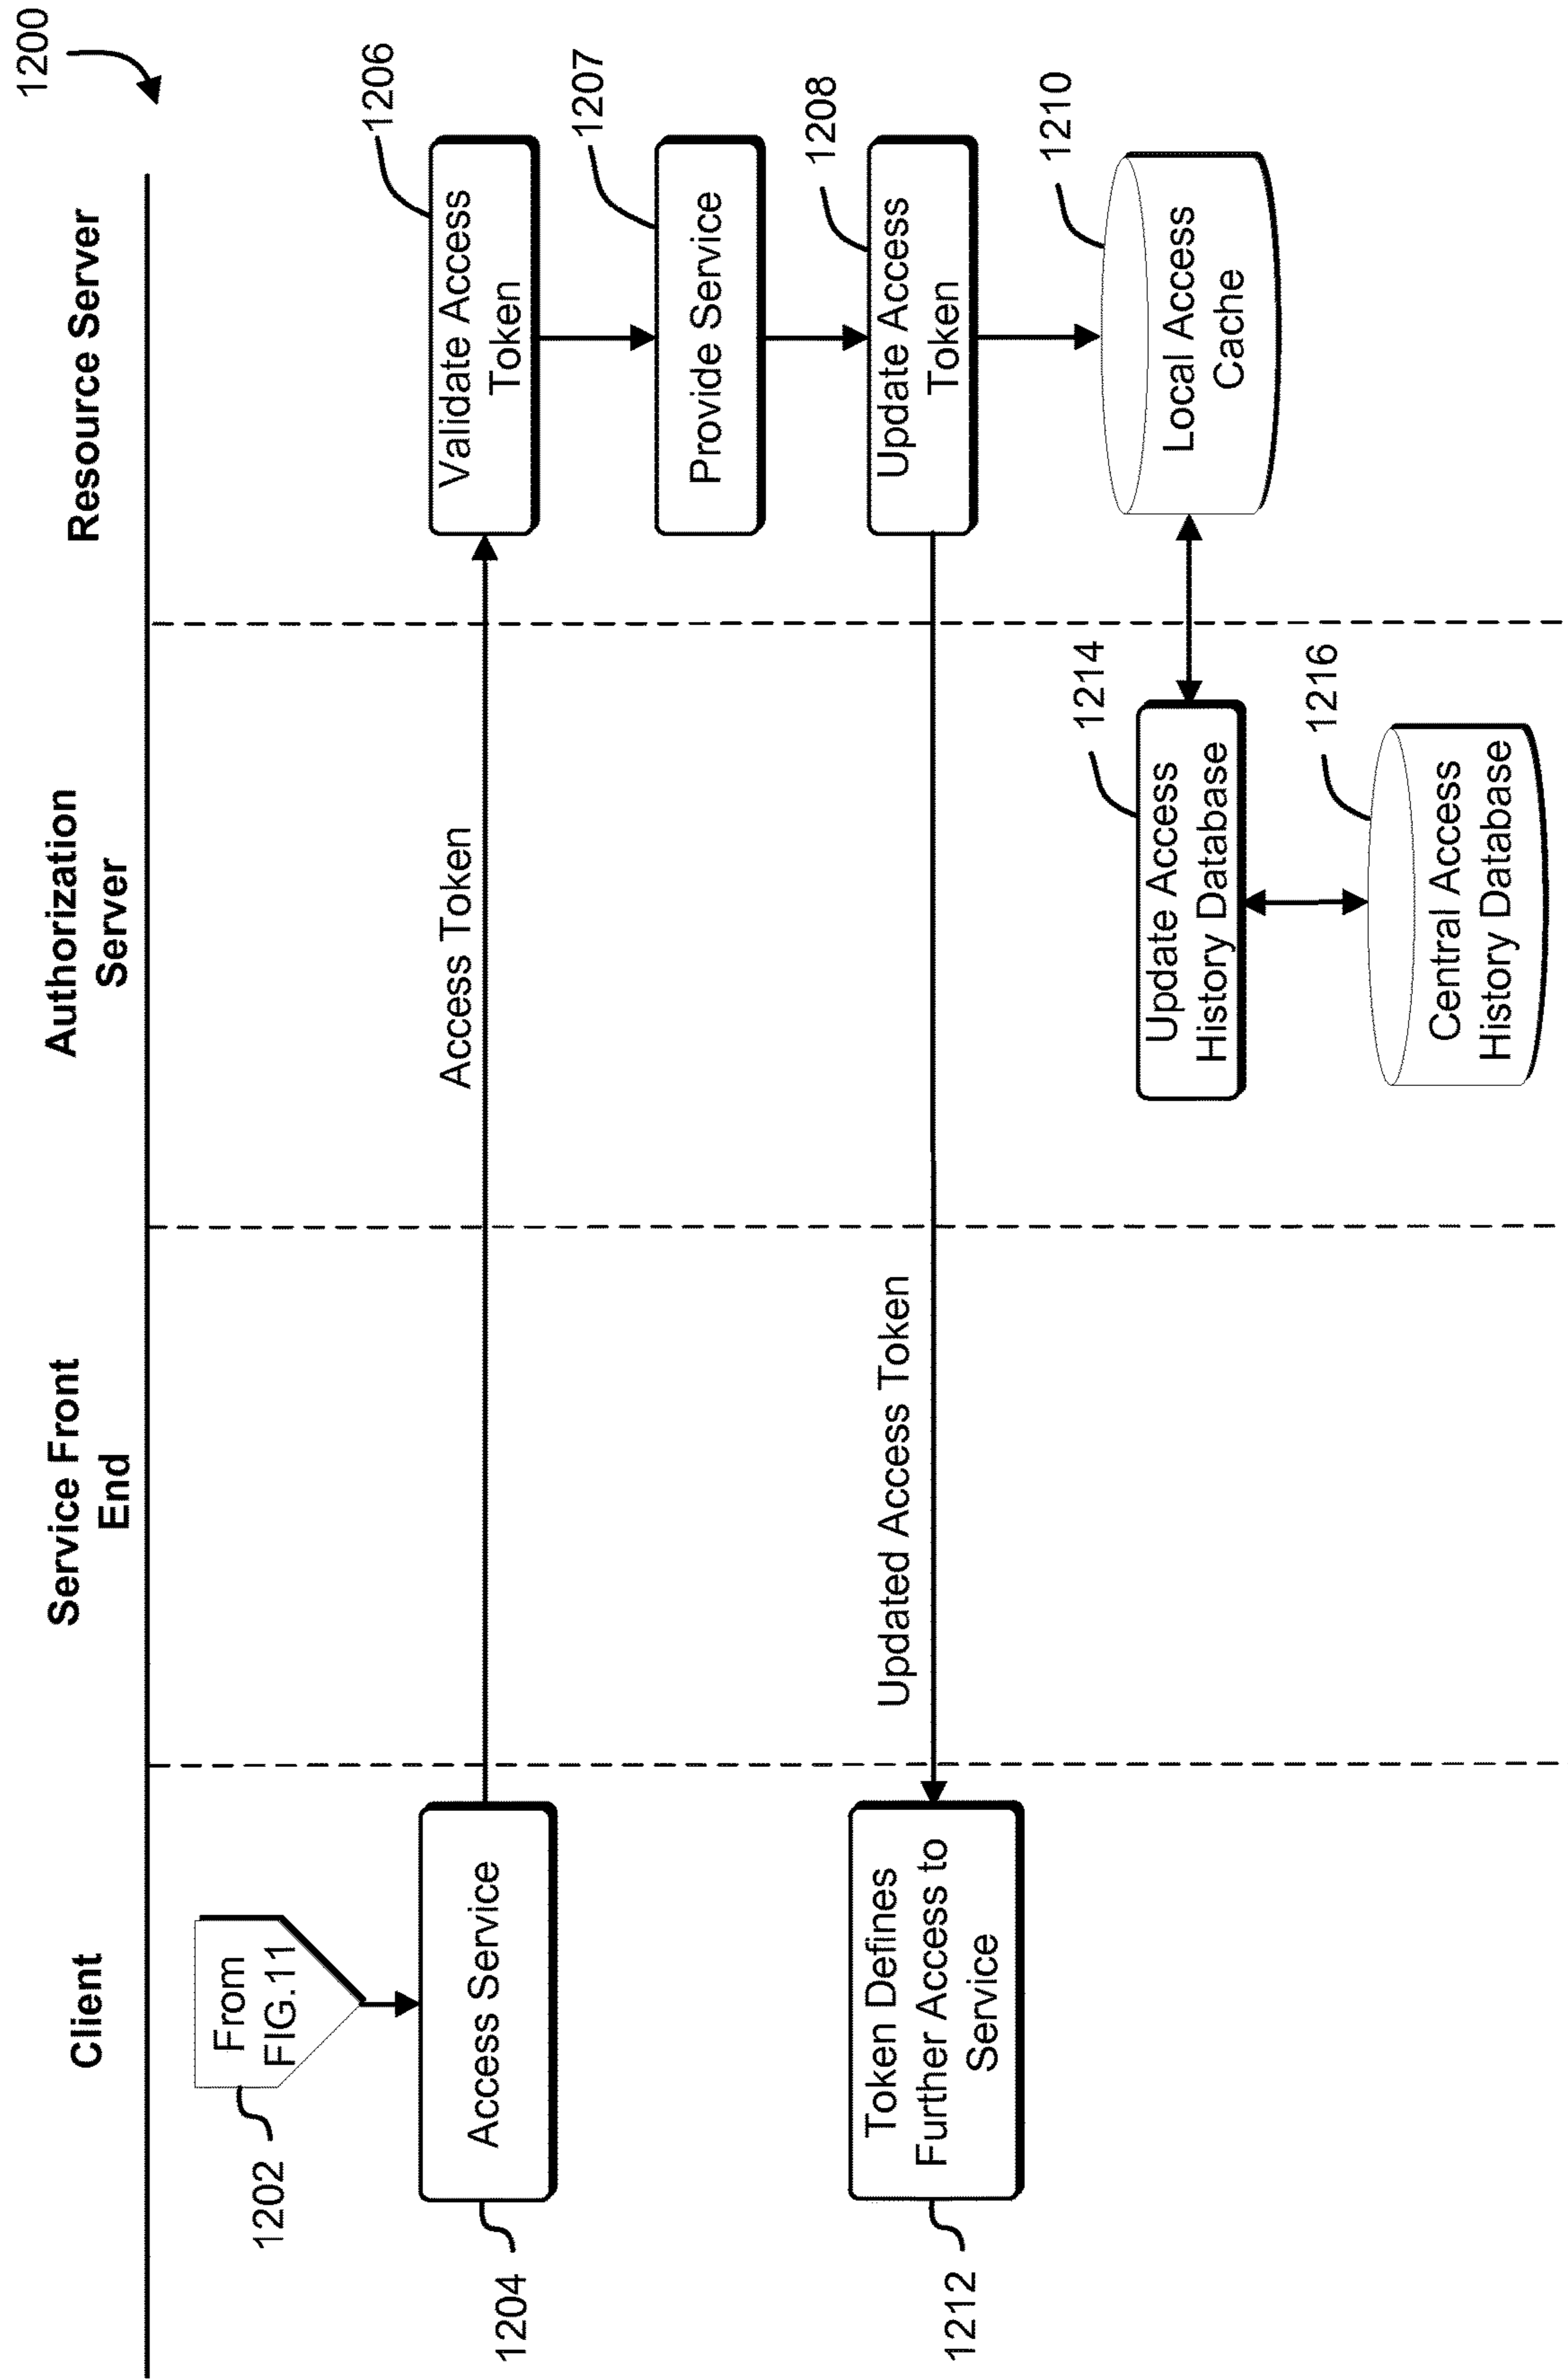 1200
Client
Service Front
End
Authorization
Server
Resource Server
1202
From
FIG.11
1204
Access Service
Access Token
1206
Validate Access
Token
1207
Provide Service
1208
Update Access
Token
Updated Access Token
1212
Token Defines
Further Access to
Service
1210
Local Access
Cache
1214
Update Access
History Database
1216
Central Access
History Database